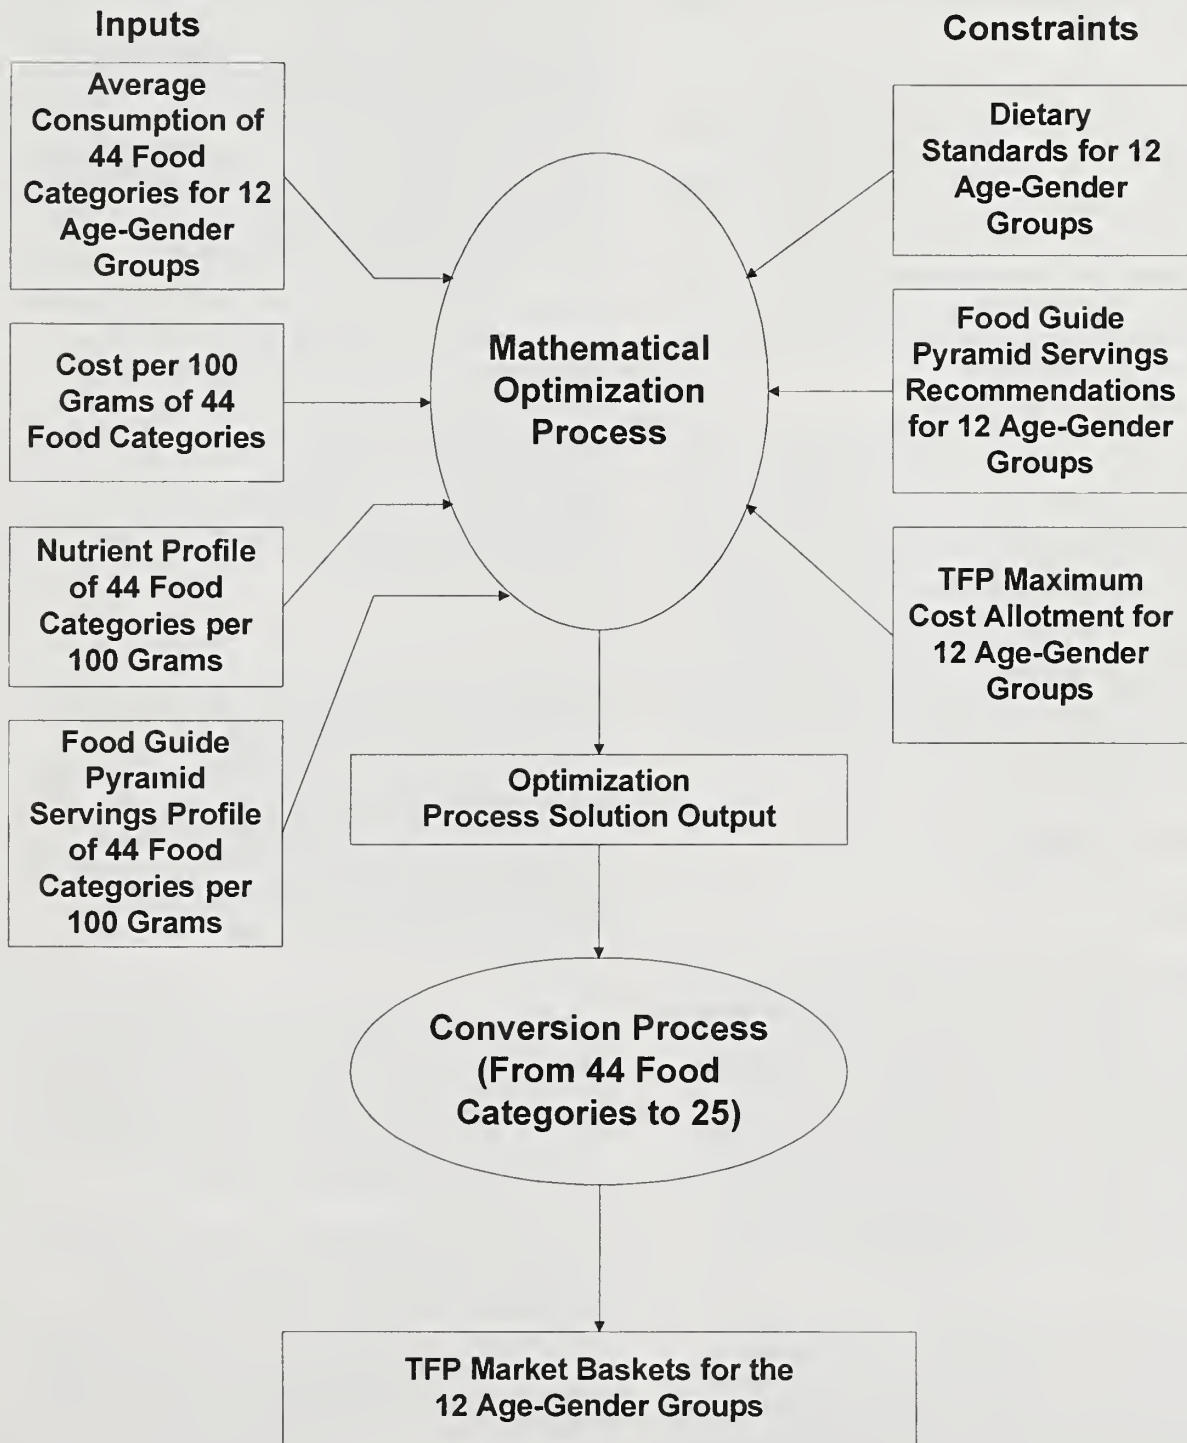 Inputs
Average
Consumption of
44 Food
Categories for 12
Age-Gender
Groups
Cost per 100
Grams of 44
Food Categories
Nutrient Profile
of 44 Food
Categories per
100 Grams
Food Guide
Pyramid
Servings Profile
of 44 Food
Categories per
100 Grams
Mathematical
Optimization
Process
Constraints
Dietary
Standards for 12
Age-Gender
Groups
Food Guide
Pyramid Servings
Recommendations
for 12 Age-Gender
Groups
TFP Maximum
Cost Allotment for
12 Age-Gender
Groups
Optimization
Process Solution Output
Conversion Process
(From 44 Food
Categories to 25)
TFP Market Baskets for the
12 Age-Gender Groups